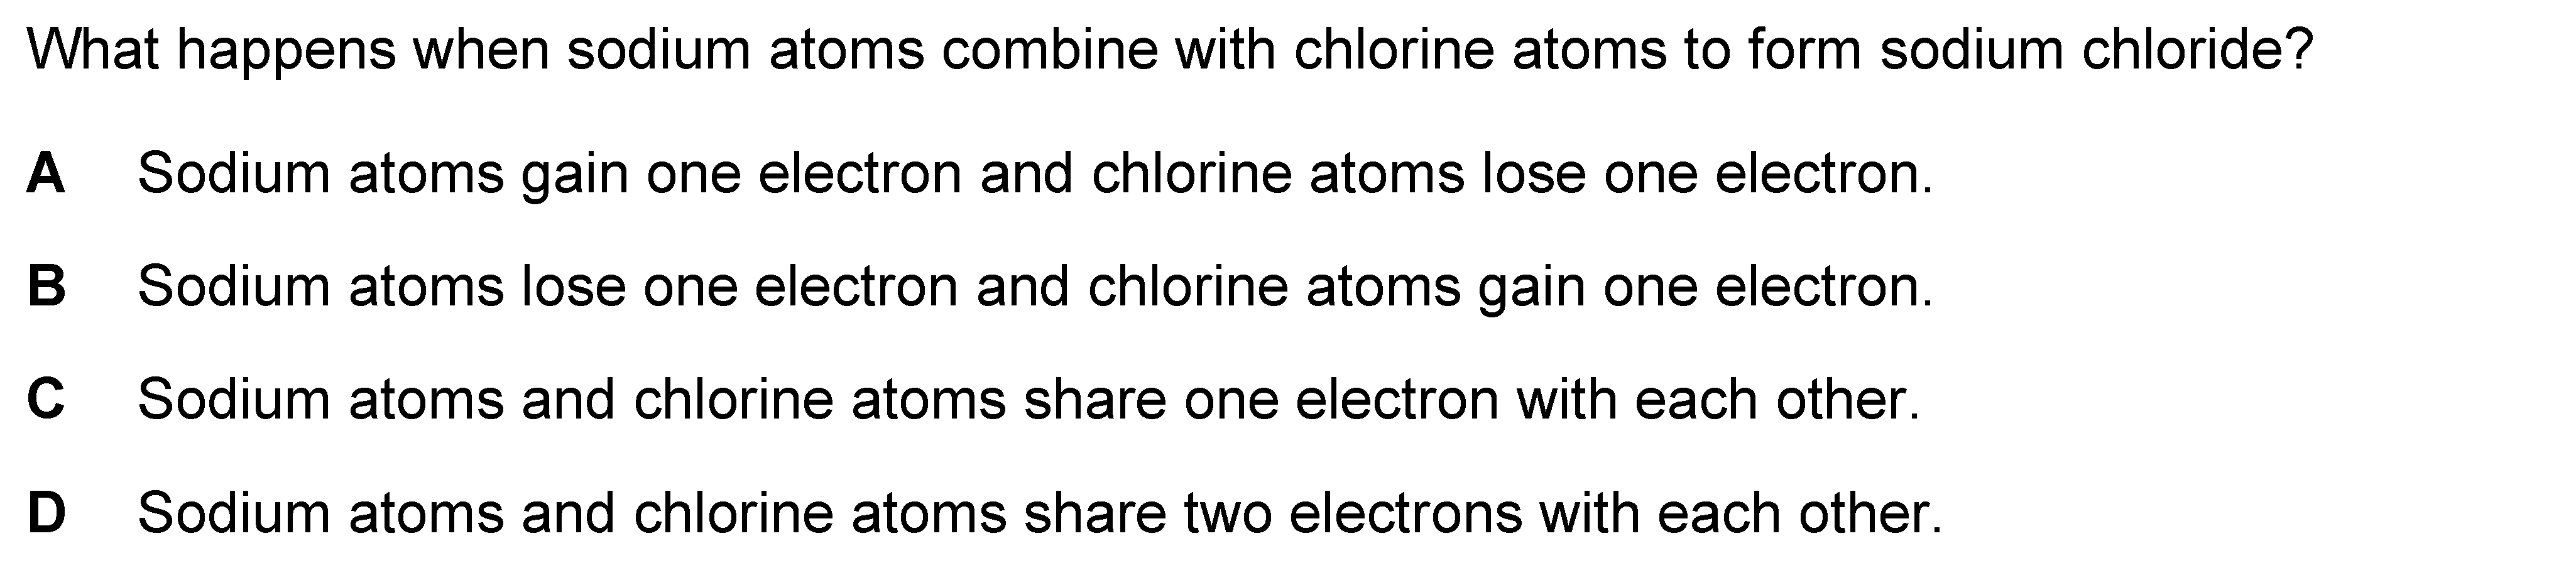 What happens when sodium atoms combine with chlorine atoms to form sodium chloride?
A Sodium atoms gain one electron and chlorine atoms lose one electron.
B Sodium atoms lose one electron and chlorine atoms gain one electron.
C Sodium atoms and chlorine atoms share one electron with each other.
D Sodium atoms and chlorine atoms share two electrons with each other.